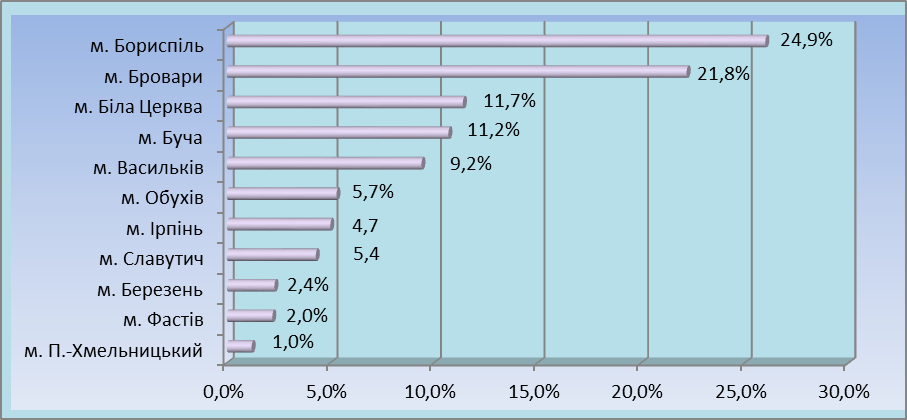 м. Бориспіль 24,9%
м. Бровари 21,8%
м. Біла Церква 11,7%
м. Буча 11,2%
м. Васильків 9,2%
м. Обухів 5,7%
м. Ірпінь 4,7
м. Славутич 5,4
м. Березень 2,4%
м. Фастів 2,0%
м. П.-Хмельницький 1,0%
0,0% 5,0% 10,0% 15,0% 20,0% 25,0% 30,0%